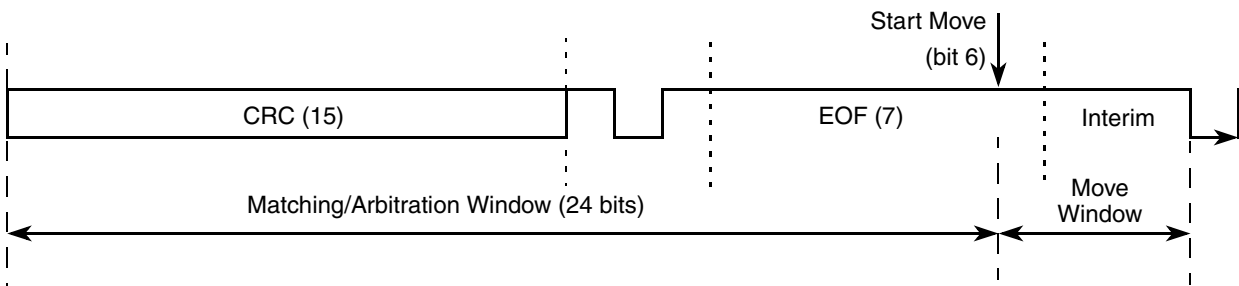 Start Move
(bit 6)
CRC (15)
EOF (7)
Interim
Matching/Arbitration Window (24 bits)
Move
Window